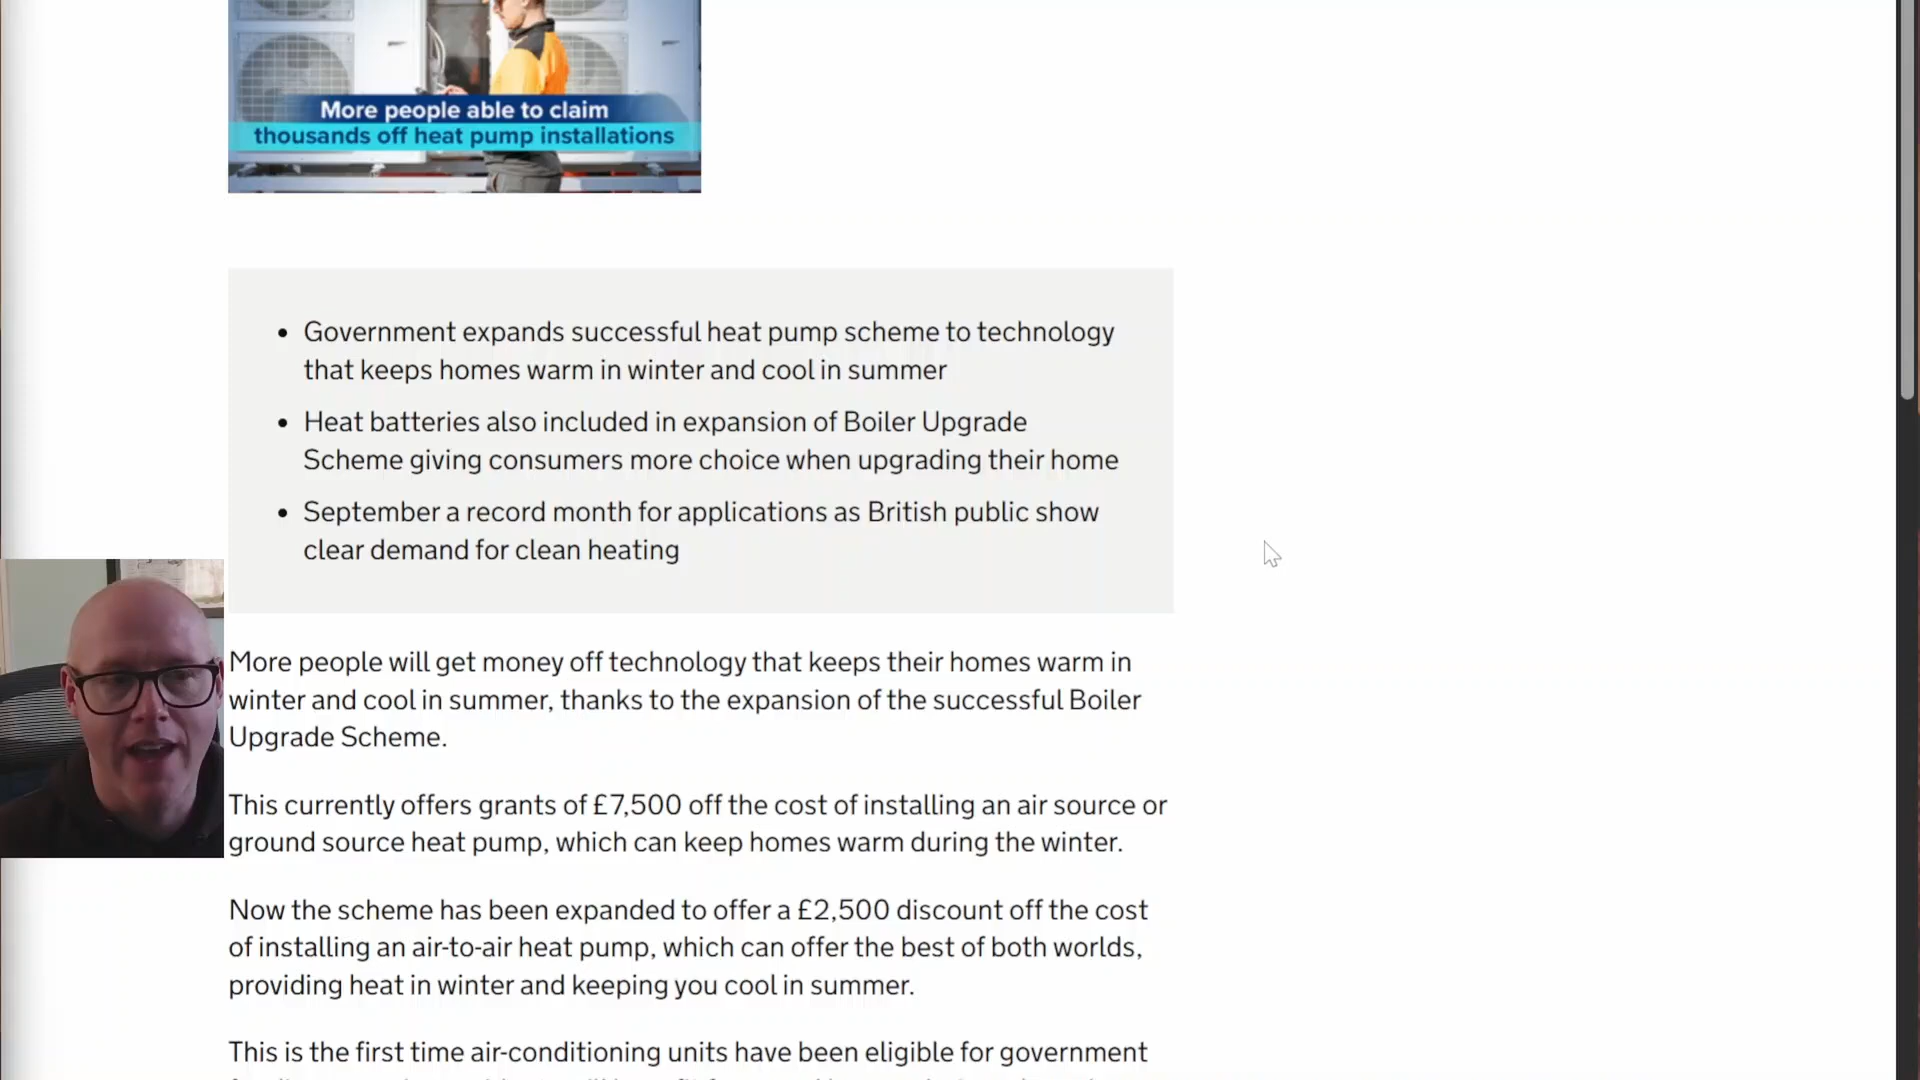 More people able to claim
thousands off heat pump installations
• Government expands successful heat pump scheme to technology
that keeps homes warm in winter and cool in summer
• Heat batteries also included in expansion of Boiler Upgrade
Scheme giving consumers more choice when upgrading their home
• September a record month for applications as British public show
clear demand for clean heating
More people will get money off technology that keeps their homes warm in
winter and cool in summer, thanks to the expansion of the successful Boiler
Upgrade Scheme.
This currently offers grants of £7,500 off the cost of installing an air source or
ground source heat pump, which can keep homes warm during the winter.
Now the scheme has been expanded to offer a £2,500 discount off the cost
of installing an air-to-air heat pump, which can offer the best of both worlds,
providing heat in winter and keeping you cool in summer.
This is the first time air-conditioning units have been eligible for government